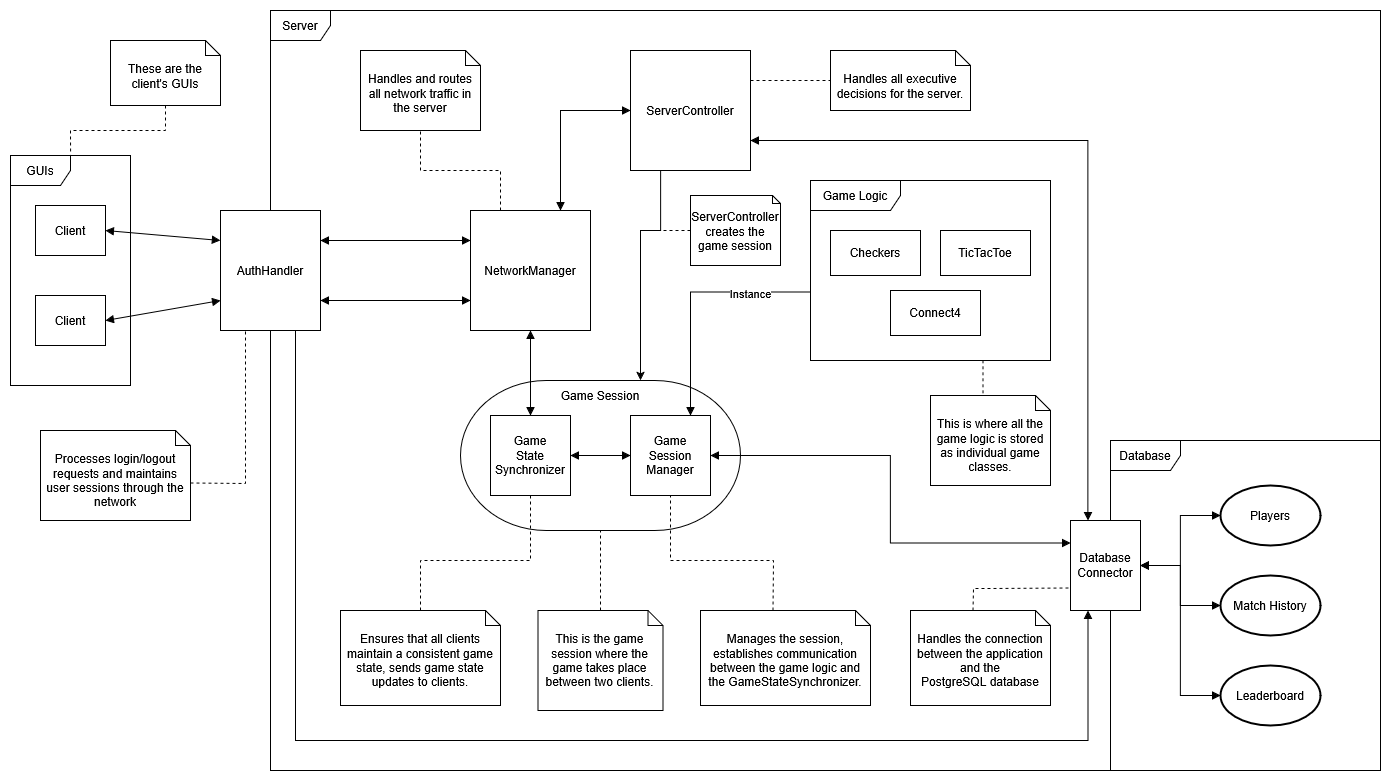 Server
These are the
client's GUIs
Handles and routes
all network traffic in
the server
ServerController
Handles all executive
decisions for the server.
GUIs
Client
Client
AuthHandler
NetworkManager
ServerController
creates the
game session
Game Logic
Checkers
TicTacToe
Connect4
Instance
This is where all the
game logic is stored
as individual game
classes.
Game Session
Game
State
Synchronizer
Game
Session
Manager
Processes login/logout
requests and maintains
user sessions through the
network
Database
Players
Database
Connector
Match History
Leaderboard
Ensures that all clients
maintain a consistent game
state, sends game state
updates to clients.
This is the game
session where the
game takes place
between two clients.
Manages the session,
establishes communication
between the game logic and
the GameStateSynchronizer.
Handles the connection
between the application
and the
PostgreSQL database